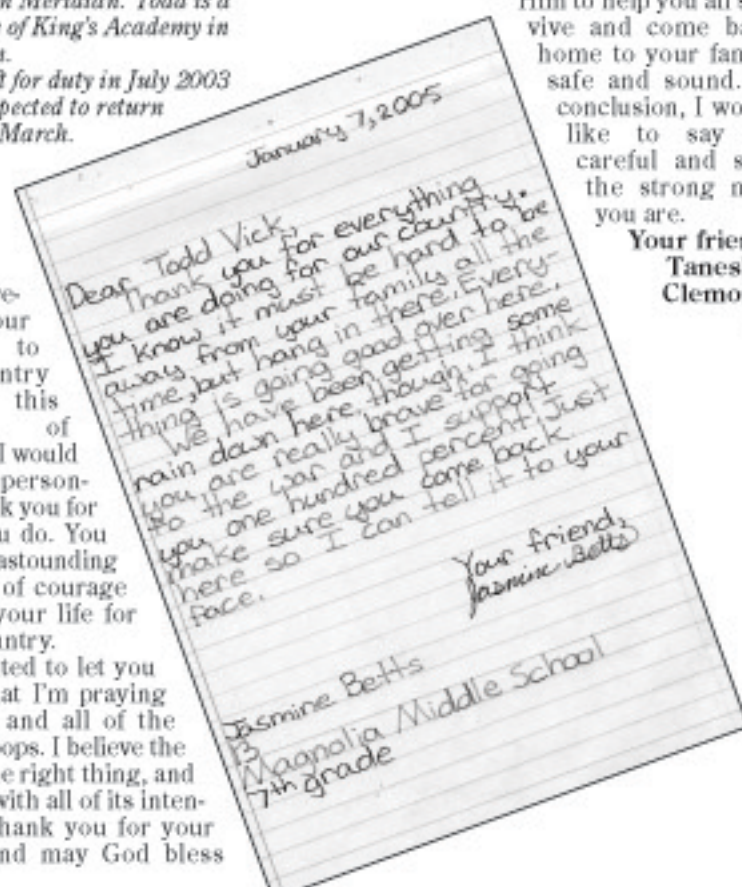 n Meridian. Todd is a
of King's Academy in
n.
t for duty in July 2003
pected to return
March.
re-
our
to
ntry
this
of
I would
person-
k you for
u do. You
astounding
of courage
your life for
untry.
ted to let you
at I'm praying
and all of the
oops. I believe the
e right thing, and
with all of its inten-
hank you for your
nd may God bless
January 7, 2005
Dear Todd Vick,
Thank you for everything
you are doing for our country.
I know it must be hard to be
away from your family all the
time, but hang in there. Every-
thing is going good over here.
We have been getting some
rain down here though. I think
you are really brave for going
to the war and I support
you one hundred percent! Just
make sure you come back
here so I can tell it to your
face.
Your friend,
Jasmine Betts
Jasmine Betts
13
Magnolia Middle School
7th grade
Him to help you all s
vive and come ba
home to your fam
safe and sound.
conclusion, I wo
like to say
careful and s
the strong m
you are.
Your frien
Tanes
Clemo